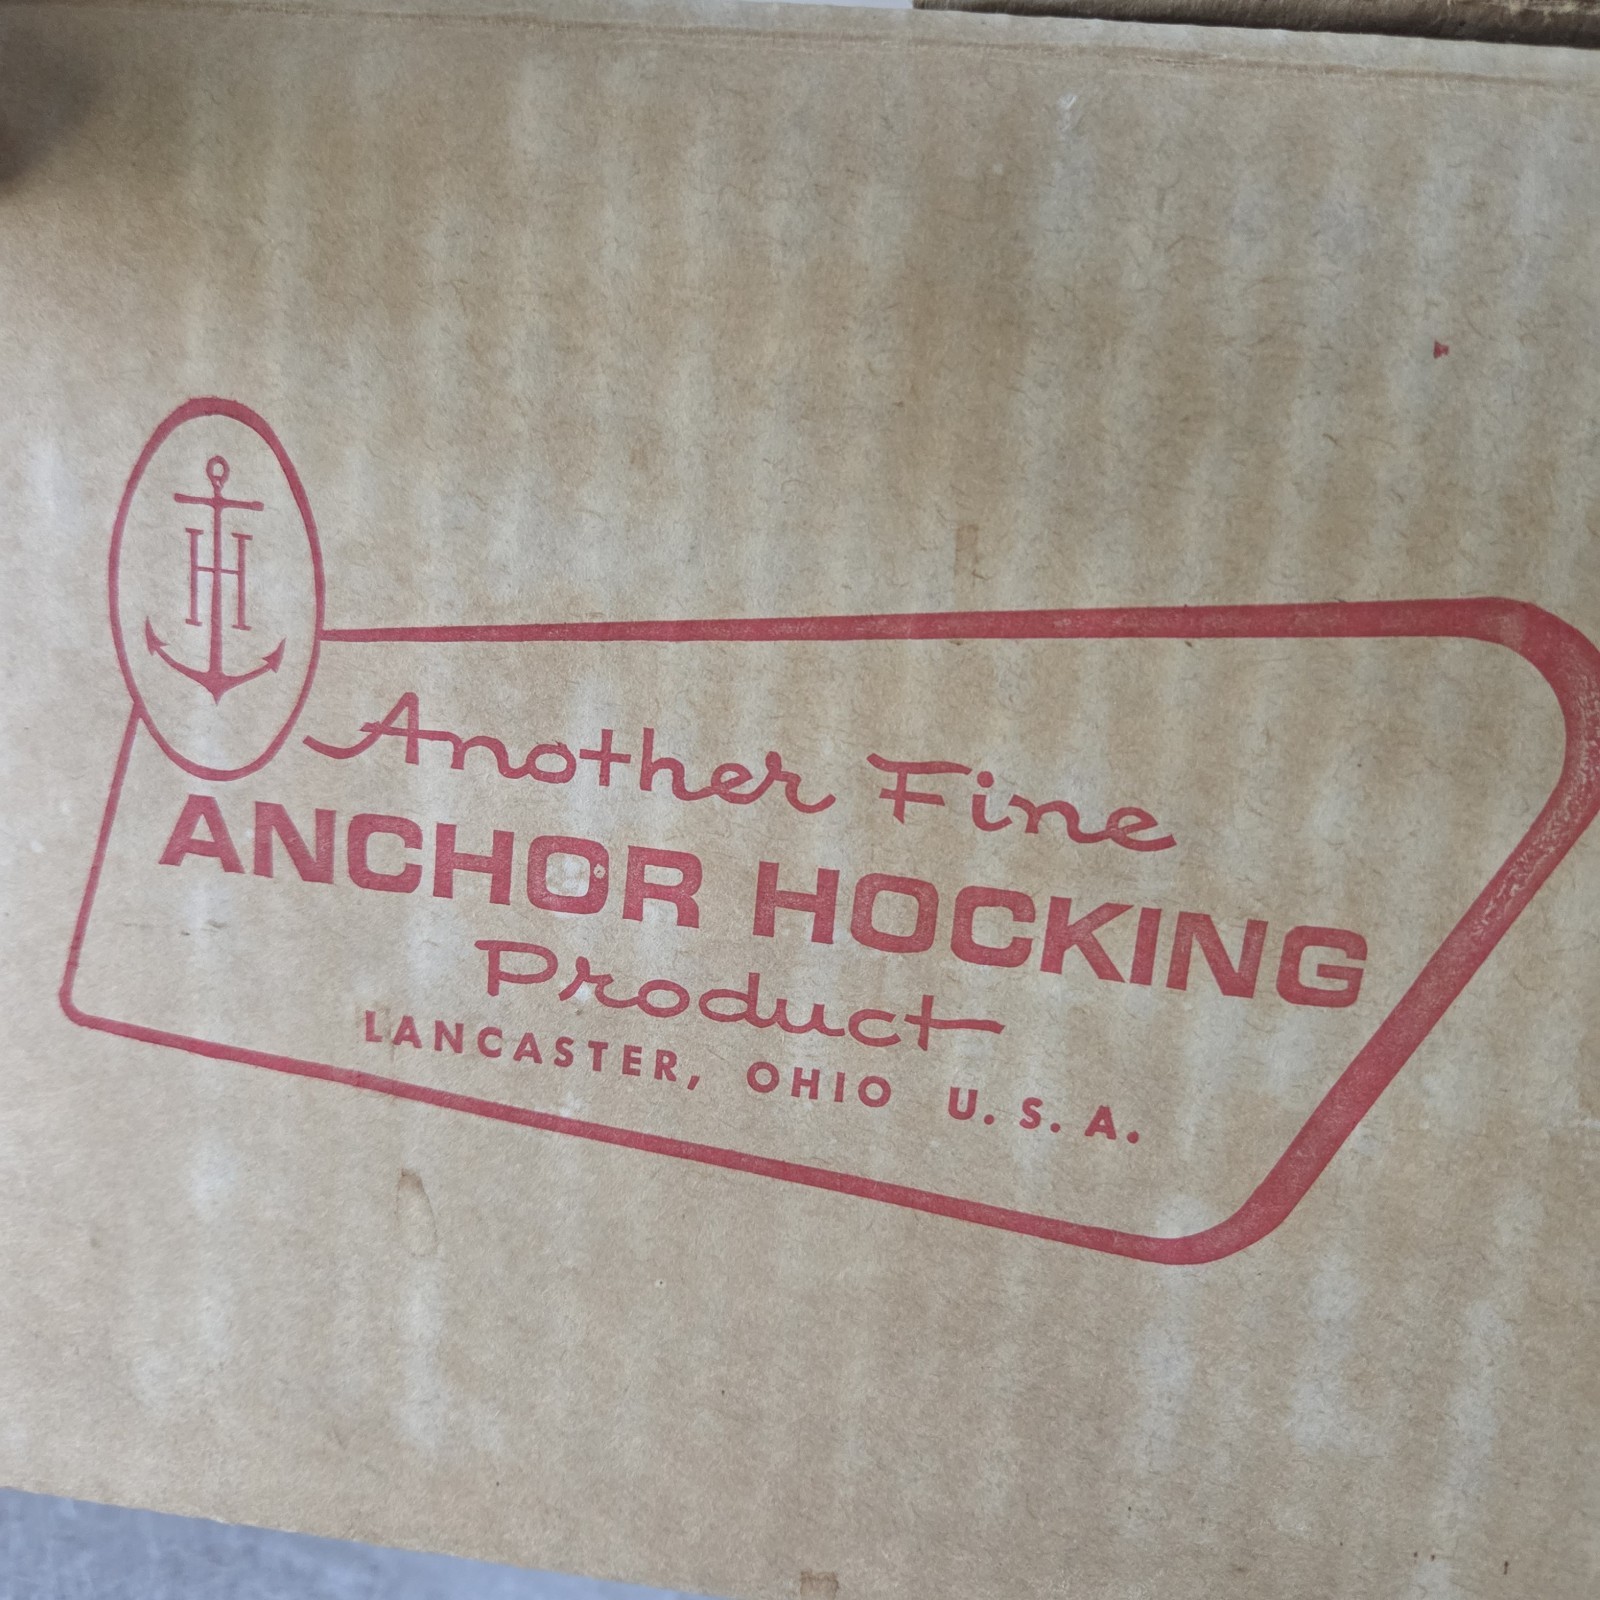 H
Another Fine
ANCHOR HOCKING
Product
LANCASTER, OHIO U.S.A.